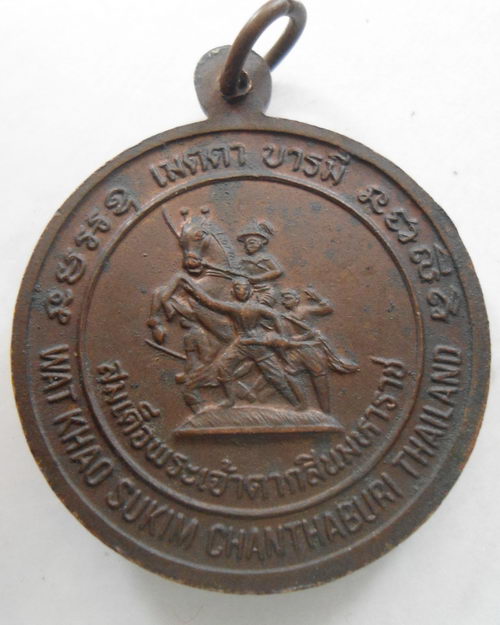 เมตตา บารมี
สมเด็จพระเจ้าตากสินมหาราช
WAT KHAO SUKIM CHANTHABURI THAILAND